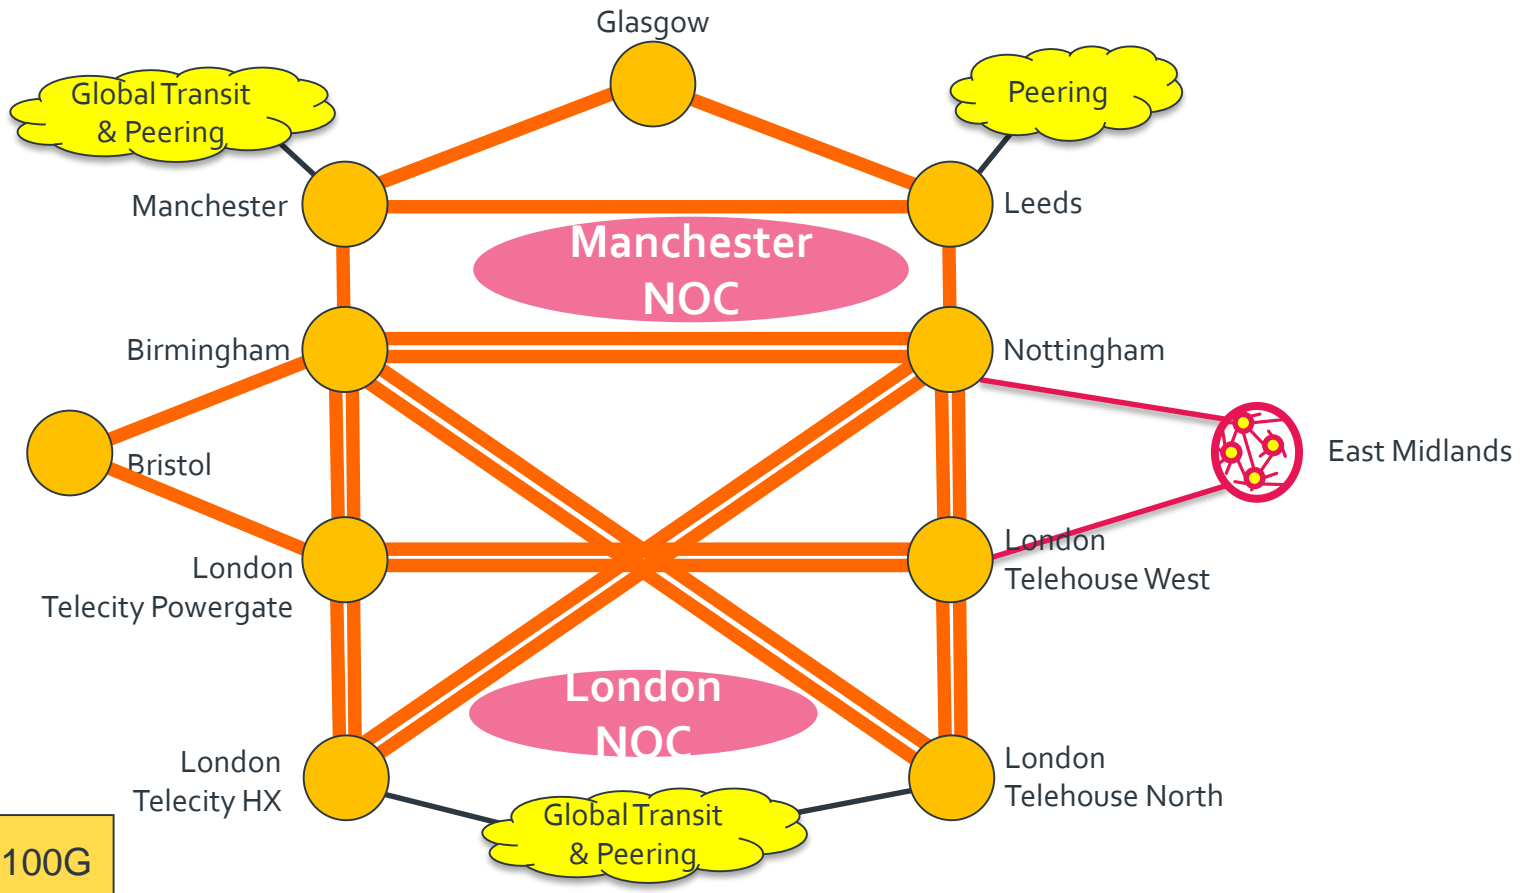 Glasgow
Global Transit
& Peering
Peering
Manchester
Leeds
Manchester
NOC
Birmingham
Nottingham
Bristol
East Midlands
London
Telecity Powergate
London
Telehouse West
London
NOC
London
Telecity HX
London
Telehouse North
Global Transit
& Peering
100G